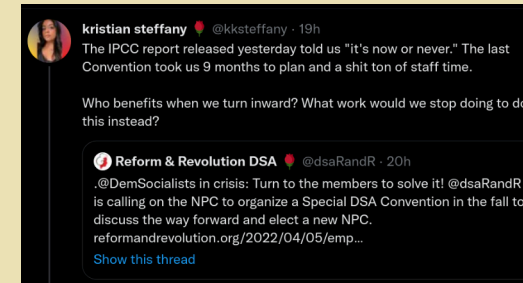 kristian steffany 🌹 @kksteffany · 19h
The IPCC report released yesterday told us "it's now or never." The last
Convention took us 9 months to plan and a shit ton of staff time.
Who benefits when we turn inward? What work would we stop doing to do
this instead?
Reform & Revolution DSA 🌹 @dsaRandR · 20h
.@DemSocialists in crisis: Turn to the members to solve it! @dsaRandR
is calling on the NPC to organize a Special DSA Convention in the fall to
discuss the way forward and elect a new NPC.
reformandrevolution.org/2022/04/05/emp...
Show this thread